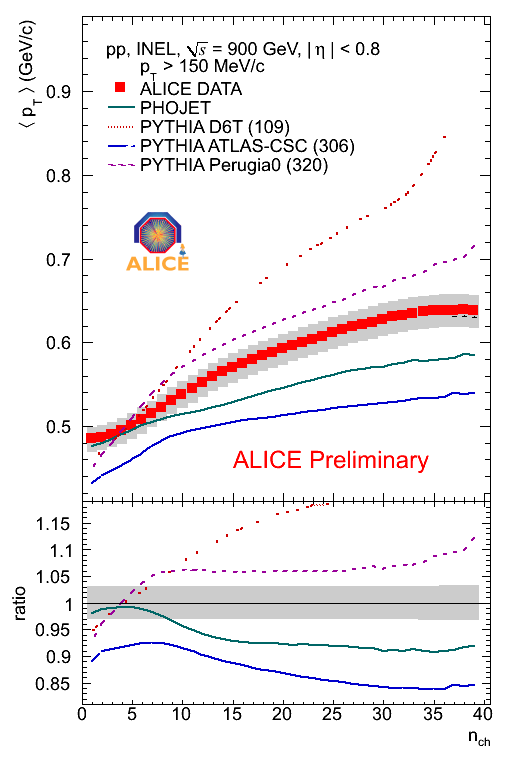 ⟨ p_T ⟩ (GeV/c)
pp, INEL, √s = 900 GeV, | η | < 0.8
p_T > 150 MeV/c
ALICE DATA
PHOJET
PYTHIA D6T (109)
PYTHIA ATLAS-CSC (306)
PYTHIA Perugia0 (320)
0.9
0.8
0.7
0.6
0.5
ALICE
ALICE Preliminary
ratio
1.15
1.1
1.05
1
0.95
0.9
0.85
0 5 10 15 20 25 30 35 40
n_ch